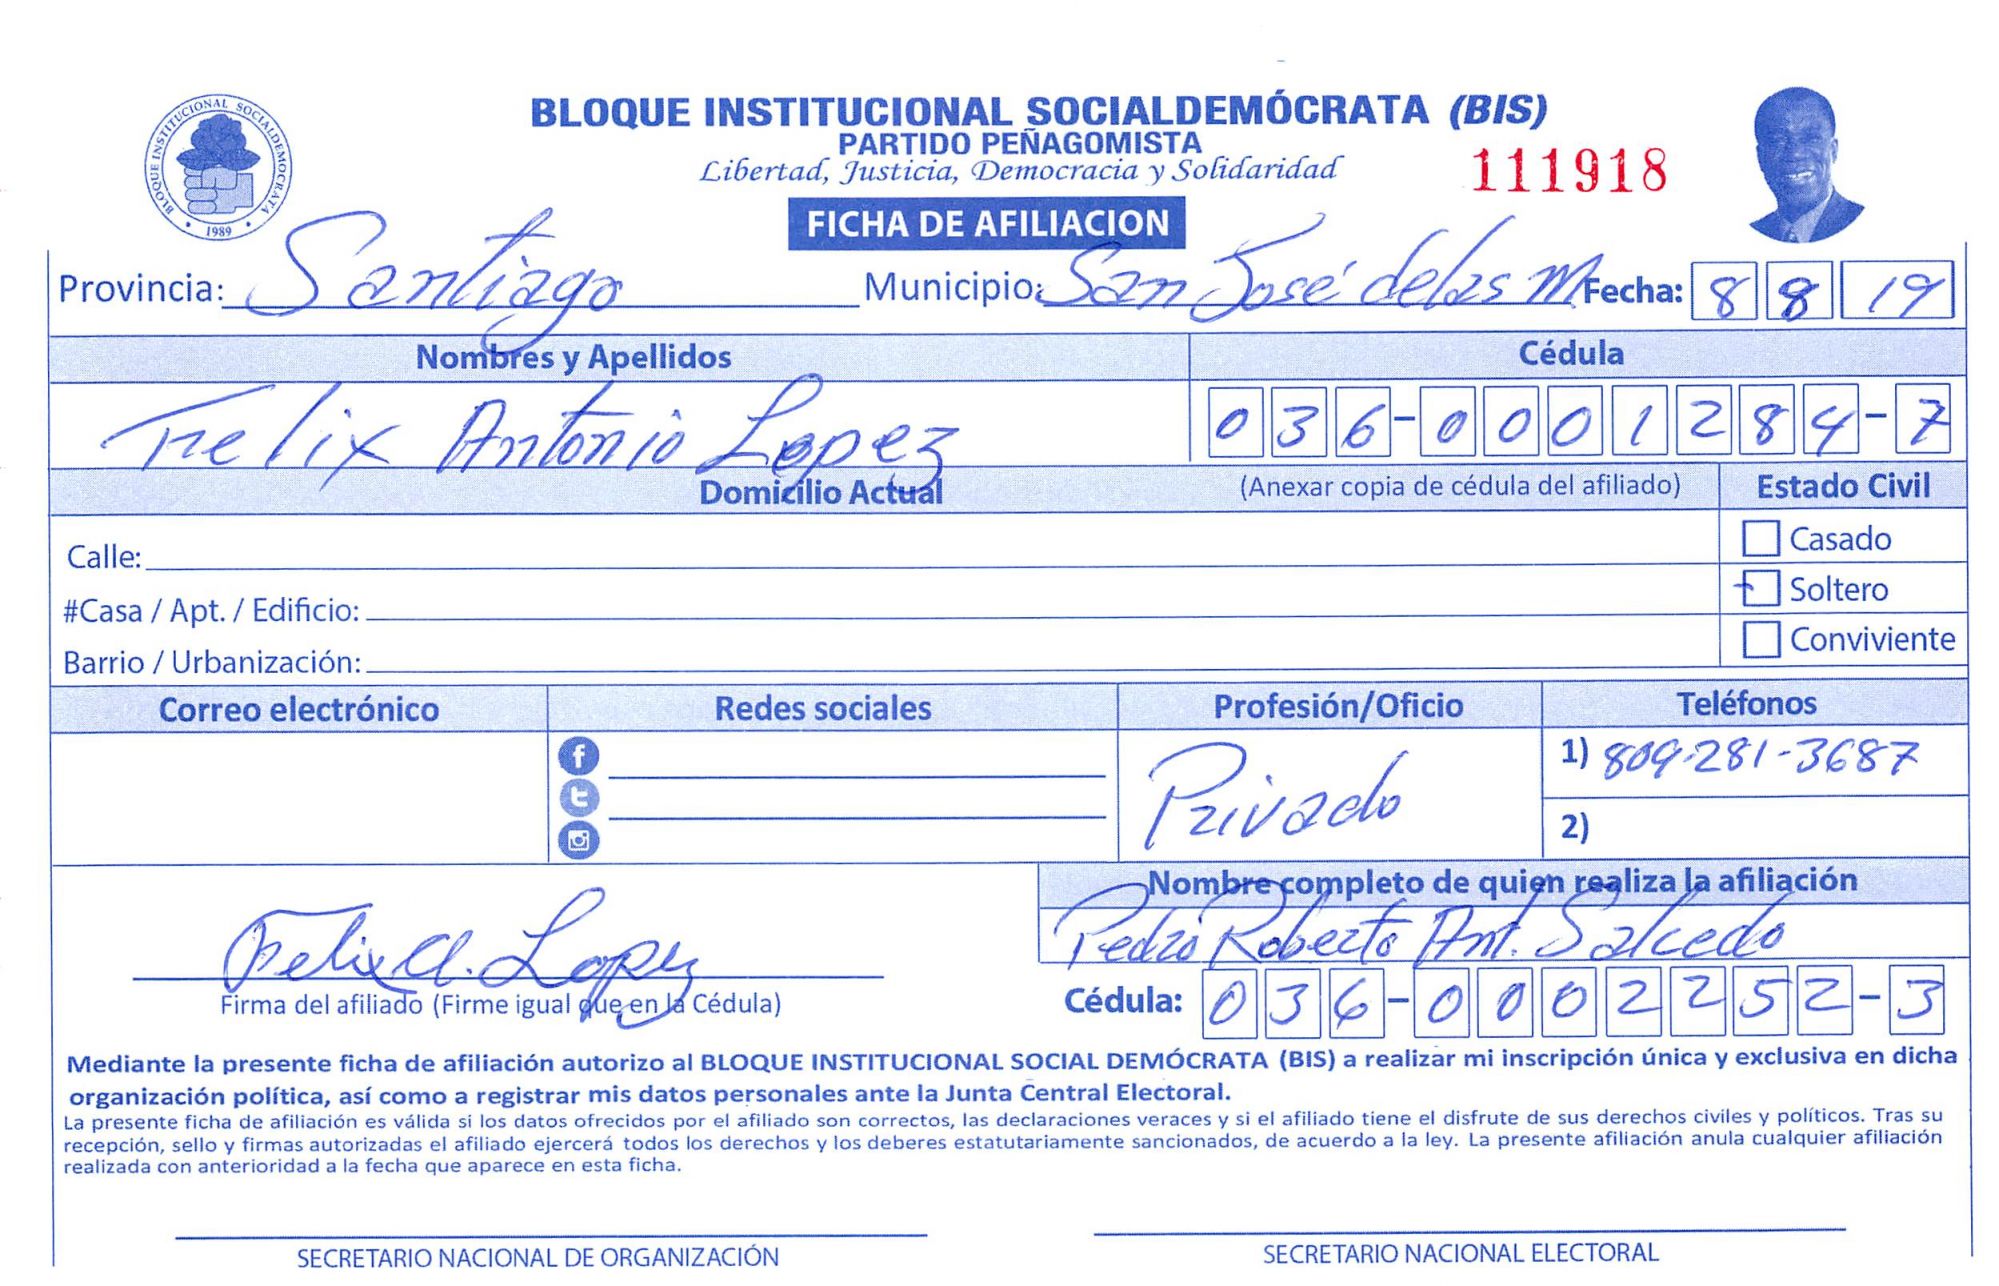 BLOQUE INSTITUCIONAL SOCIALDEMOCRATA
1989
BLOQUE INSTITUCIONAL SOCIALDEMÓCRATA (BIS)
PARTIDO PEÑAGOMISTA
Libertad, Justicia, Democracia y Solidaridad
111918
FICHA DE AFILIACION
Provincia: Santiago Municipio: San José de las M Fecha: 8 8 19
Nombres y Apellidos Cédula
Felix Antonio Lopez 036-0001284-7
Domicilio Actual (Anexar copia de cédula del afiliado) Estado Civil
Calle: Casado
#Casa / Apt. / Edificio: Soltero
Barrio / Urbanización: Conviviente
Correo electrónico Redes sociales Profesión/Oficio Teléfonos
Privado 1) 809-281-3687
2)
Nombre completo de quien realiza la afiliación
Felix A. Lopez Pedro Roberto Ant. Salcedo
Firma del afiliado (Firme igual que en la Cédula) Cédula: 036-0002252-3
Mediante la presente ficha de afiliación autorizo al BLOQUE INSTITUCIONAL SOCIAL DEMÓCRATA (BIS) a realizar mi inscripción única y exclusiva en dicha
organización política, así como a registrar mis datos personales ante la Junta Central Electoral.
La presente ficha de afiliación es válida si los datos ofrecidos por el afiliado son correctos, las declaraciones veraces y si el afiliado tiene el disfrute de sus derechos civiles y políticos. Tras su
recepción, sello y firmas autorizadas el afiliado ejercerá todos los derechos y los deberes estatutariamente sancionados, de acuerdo a la ley. La presente afiliación anula cualquier afiliación
realizada con anterioridad a la fecha que aparece en esta ficha.
SECRETARIO NACIONAL DE ORGANIZACIÓN SECRETARIO NACIONAL ELECTORAL